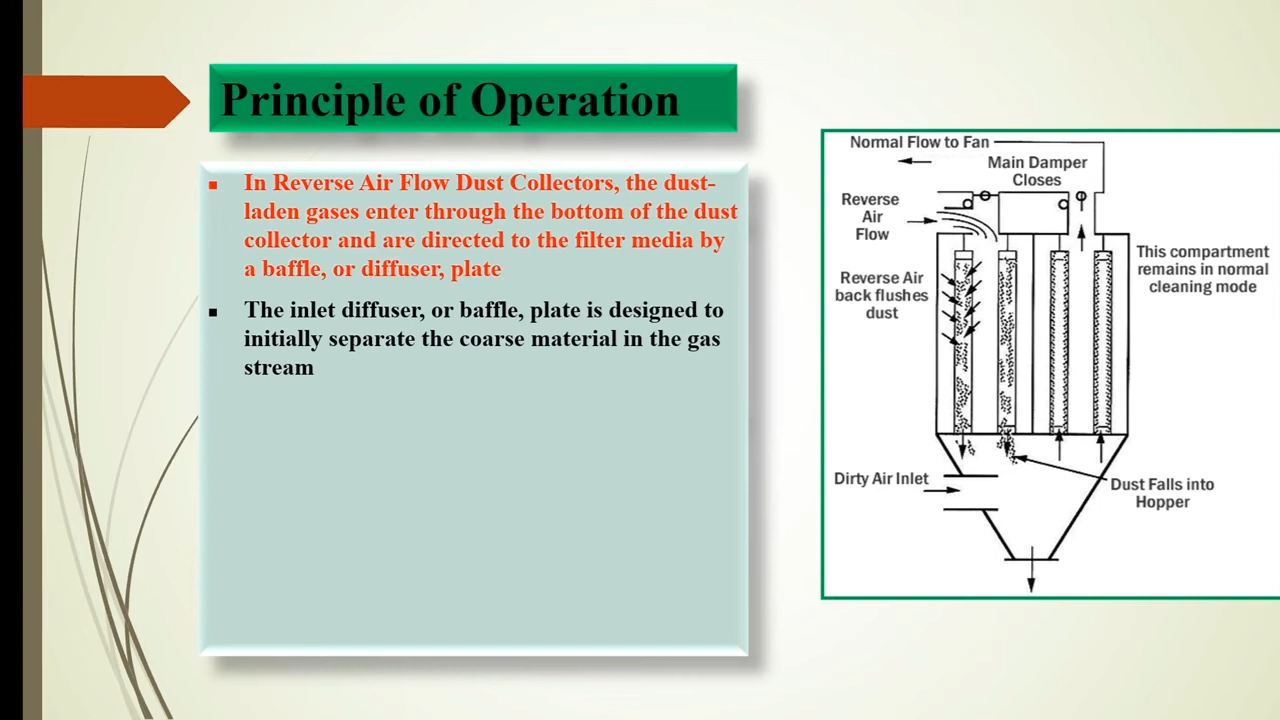 Principle of Operation
▪ In Reverse Air Flow Dust Collectors, the dust-
laden gases enter through the bottom of the dust
collector and are directed to the filter media by
a baffle, or diffuser, plate
▪ The inlet diffuser, or baffle, plate is designed to
initially separate the coarse material in the gas
stream
Normal Flow to Fan
Main Damper
Closes
Reverse
Air
Flow
Reverse Air
back flushes
dust
This compartment
remains in normal
cleaning mode
Dirty Air Inlet
Dust Falls into
Hopper